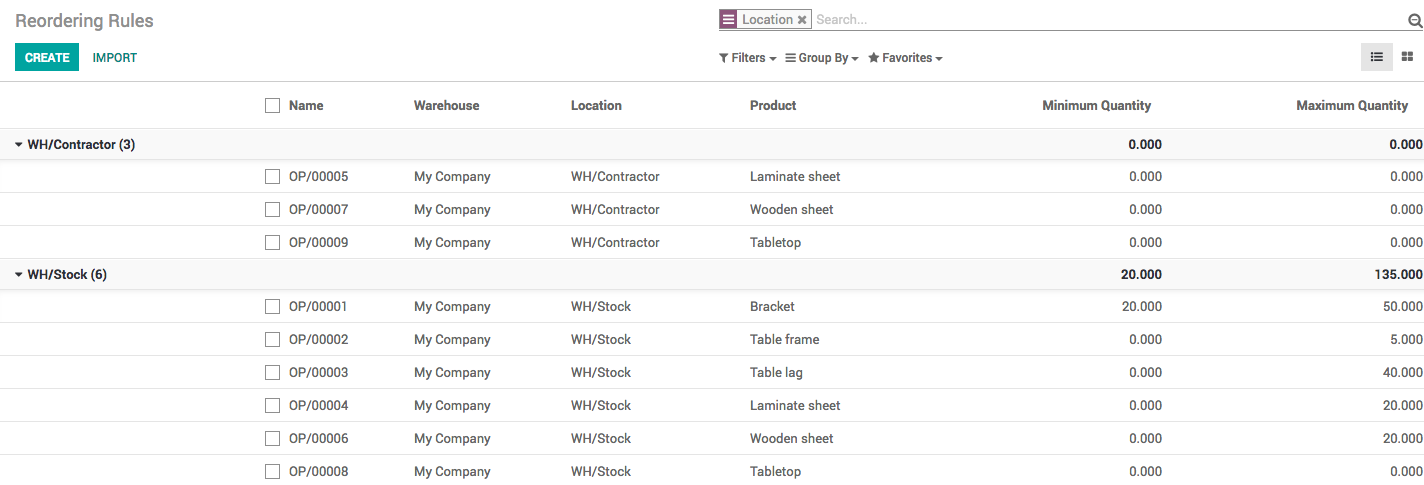 Reordering Rules
Location ✖ Search...
CREATE IMPORT
Filters Group By Favorites
Name Warehouse Location Product Minimum Quantity Maximum Quantity
WH/Contractor (3) 0.000 0.000
OP/00005 My Company WH/Contractor Laminate sheet 0.000 0.000
OP/00007 My Company WH/Contractor Wooden sheet 0.000 0.000
OP/00009 My Company WH/Contractor Tabletop 0.000 0.000
WH/Stock (6) 20.000 135.000
OP/00001 My Company WH/Stock Bracket 20.000 50.000
OP/00002 My Company WH/Stock Table frame 0.000 5.000
OP/00003 My Company WH/Stock Table lag 0.000 40.000
OP/00004 My Company WH/Stock Laminate sheet 0.000 20.000
OP/00006 My Company WH/Stock Wooden sheet 0.000 20.000
OP/00008 My Company WH/Stock Tabletop 0.000 0.000